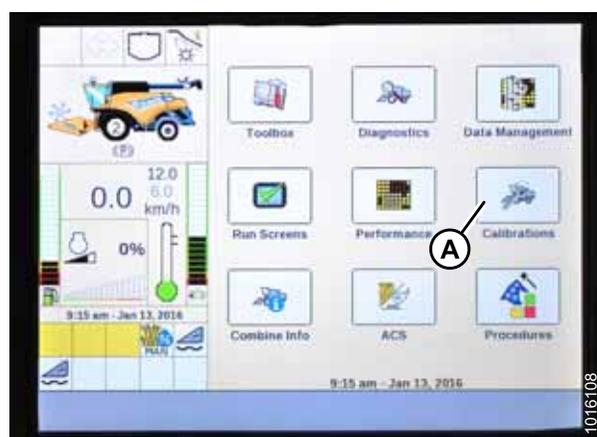 2
(P)
12.0
6.0
0.0
km/h
0%
9:15 am - Jan 13, 2016
MAN
Toolbox
Diagnostics
Data Management
Run Screens
Performance
Calibrations
A
Combine Info
ACS
Procedures
9:15 am - Jan 13, 2016
1016108